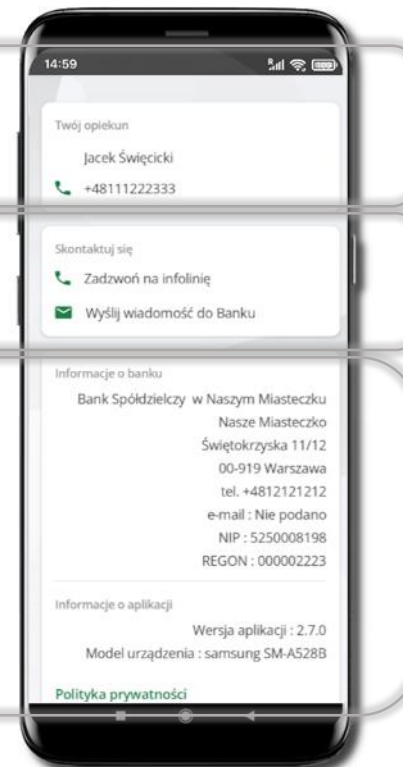 14:59
Twój opiekun
Jacek Święcicki
+48111222333
Skontaktuj się
Zadzwoń na infolinię
Wyślij wiadomość do Banku
Informacje o banku
Bank Spółdzielczy w Naszym Miasteczku
Nasze Miasteczko
Świętokrzyska 11/12
00-919 Warszawa
tel. +4812121212
e-mail : Nie podano
NIP : 5250008198
REGON : 000002223
Informacje o aplikacji
Wersja aplikacji : 2.7.0
Model urządzenia : samsung SM-A528B
Polityka prywatności